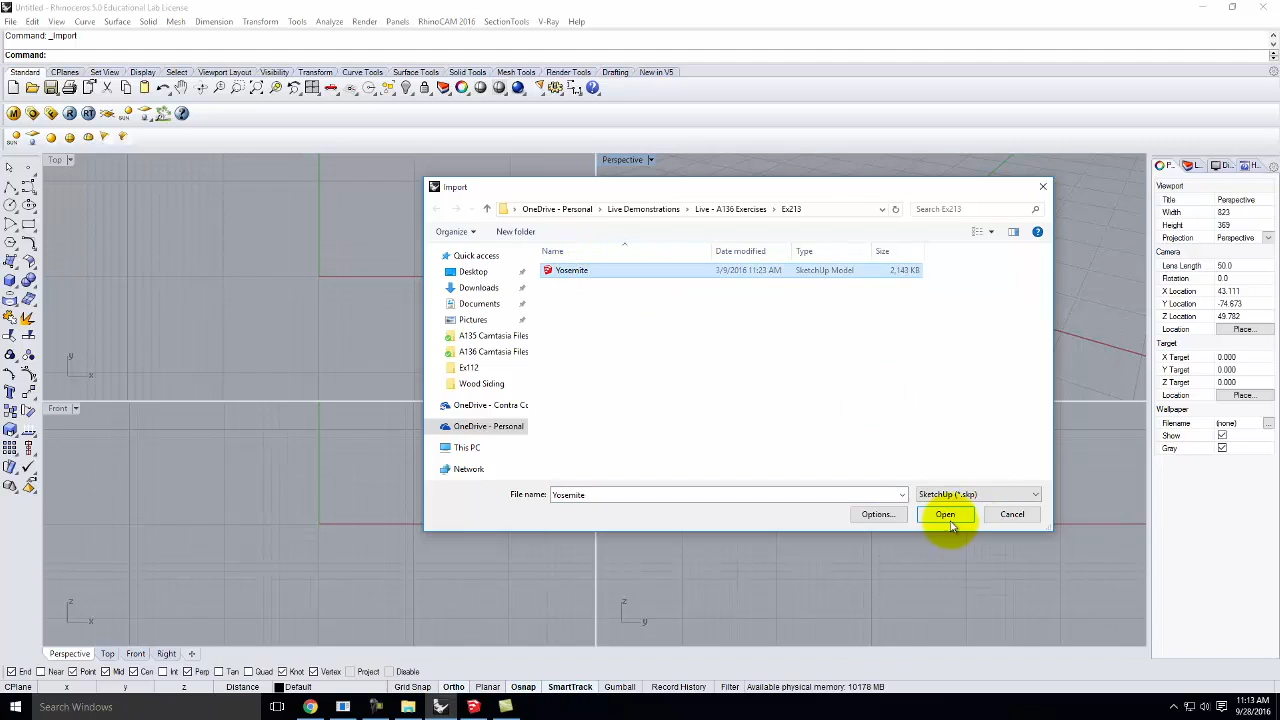 Untitled - Rhinoceros 5.0 Educational Lab License
File Edit View Curve Surface Solid Mesh Dimension Transform Tools Analyze Render Panels RhinoCAM 2016 SectionTools V-Ray Help
Command: _Import
Command:
Standard CPlanes Set View Display Select Viewport Layout Visibility Transform Curve Tools Surface Tools Solid Tools Mesh Tools Render Tools Drafting New in V5
Top
Perspective
Import
OneDrive - Personal > Live Demonstrations > Live - A136 Exercises > Ex213
Search Ex213
Organize New folder
Name Date modified Type Size
Yosemite 3/9/2016 11:23 AM SketchUp Model 2,143 KB
Quick access
Desktop
Downloads
Documents
Pictures
A135 Camtasia Files
A136 Camtasia Files
Ex112
Wood Siding
OneDrive - Contra Cc
OneDrive - Personal
This PC
Network
File name: Yosemite SketchUp (*.skp)
Options... Open Cancel
Viewport
Title Perspective
Width 823
Height 369
Projection Perspective
Camera
Lens Length 50.0
Rotation 0.0
X Location 43.111
Y Location -74.673
Z Location 49.782
Location Place...
Target
X Target 0.000
Y Target 0.000
Z Target 0.000
Location Place...
Wallpaper
Filename (none)
Show
Gray
y
x
Front
z
x
z
y
Perspective Top Front Right
End Near Point Mid Cen Int Perp Tan Quad Knot Vertex Project Disable
CPlane x y z Distance Default Grid Snap Ortho Planar Osnap SmartTrack Gumball Record History Filter Available physical memory: 10178 MB
Search Windows
11:13 AM
9/28/2016